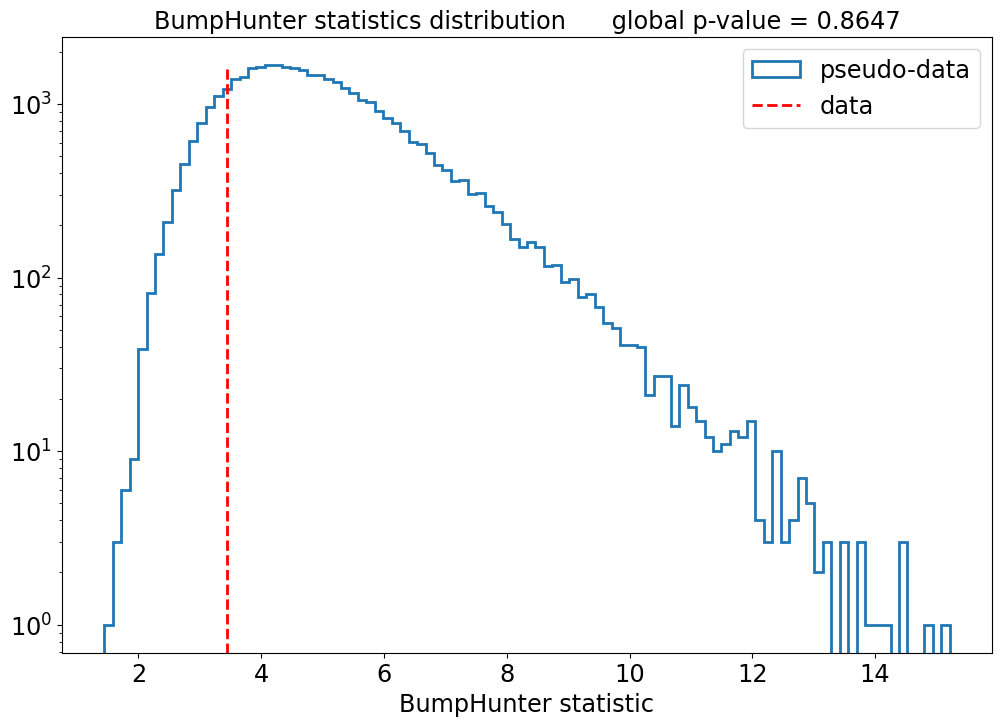 BumpHunter statistics distribution      global p-value = 0.8647
pseudo-data
data
10³
10²
10¹
10⁰
2 4 6 8 10 12 14
BumpHunter statistic